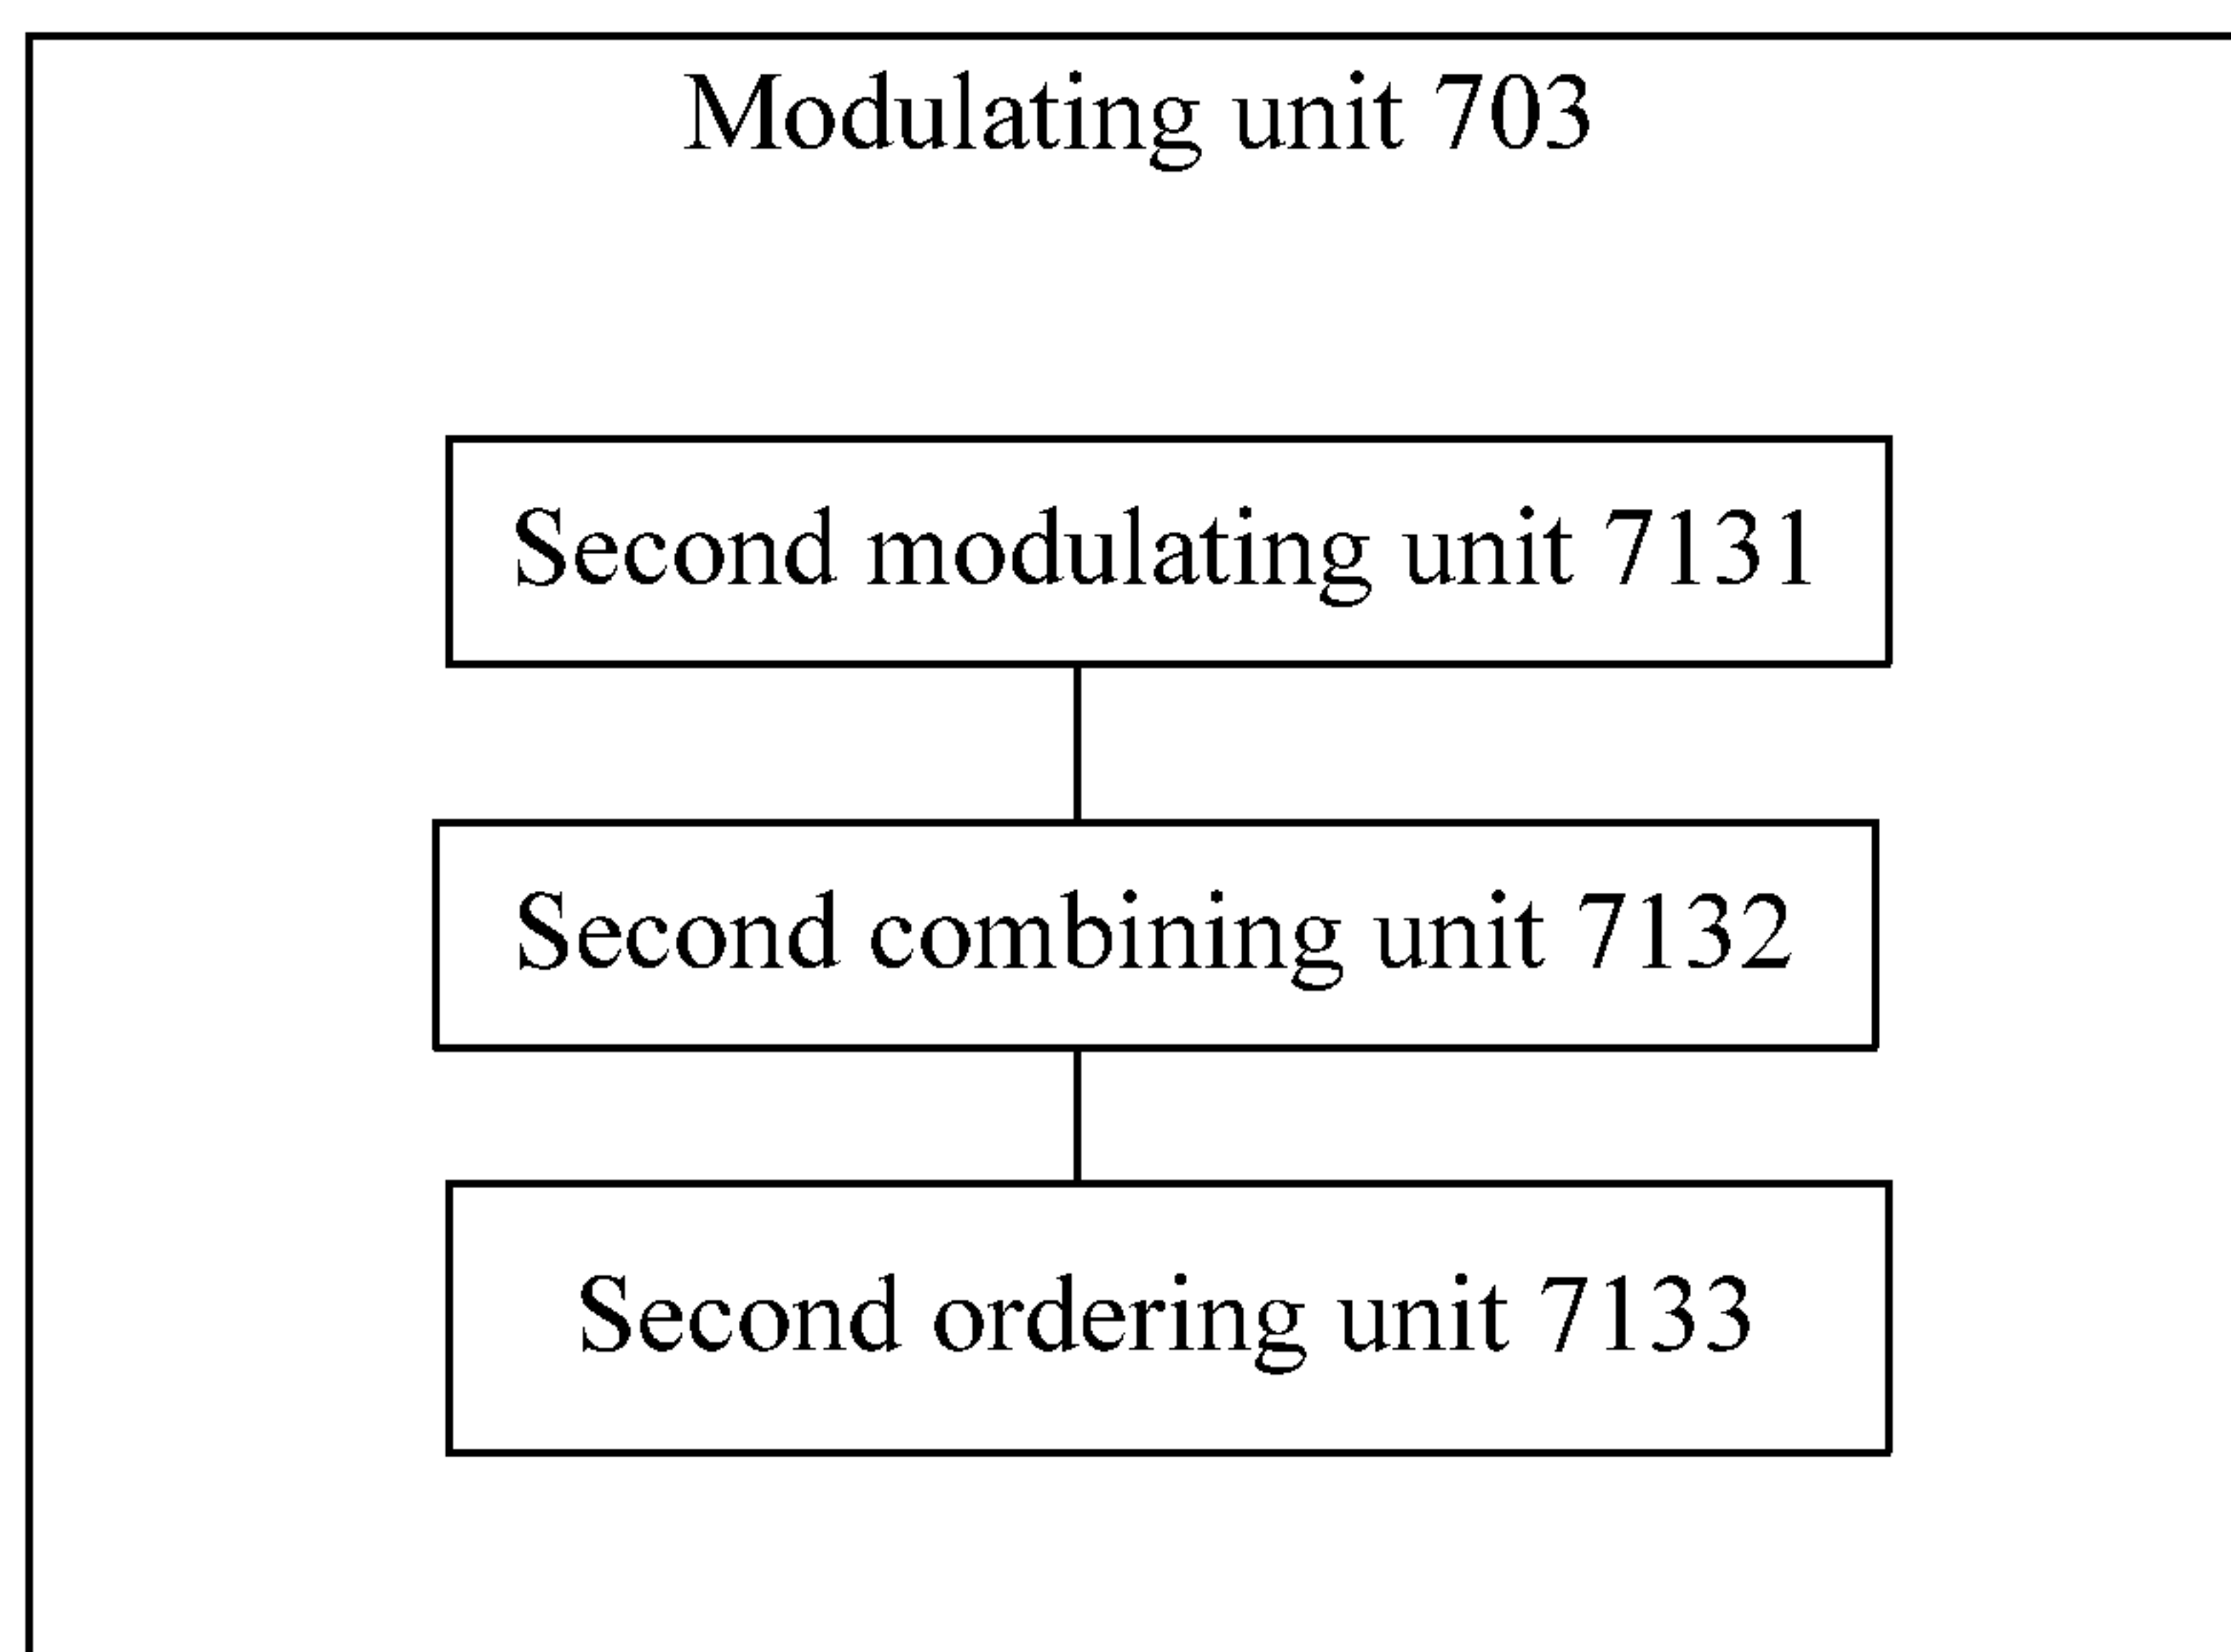 Modulating unit 703
Second modulating unit 7131
Second combining unit 7132
Second ordering unit 7133